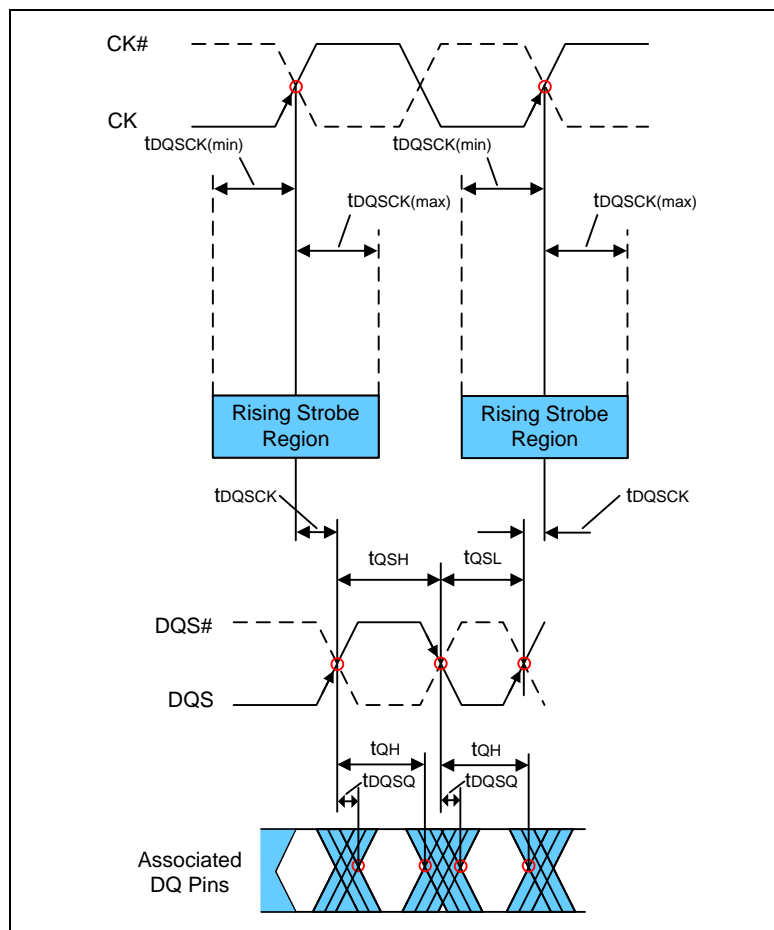 CK#
CK
tDQSCK(min)
tDQSCK(min)
tDQSCK(max)
tDQSCK(max)
Rising Strobe
Region
Rising Strobe
Region
tDQSCK
tDQSCK
tQSH
tQSL
DQS#
DQS
tQH
tQH
tDQSQ
tDQSQ
Associated
DQ Pins